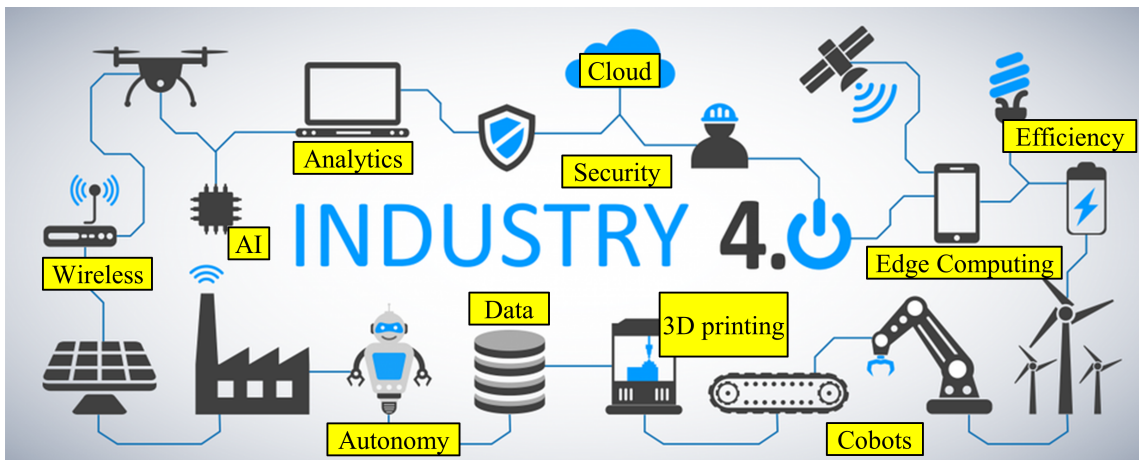 Cloud
Efficiency
Analytics
Security
AI
INDUSTRY 4.0
Wireless
Edge Computing
Data
3D printing
Autonomy
Cobots